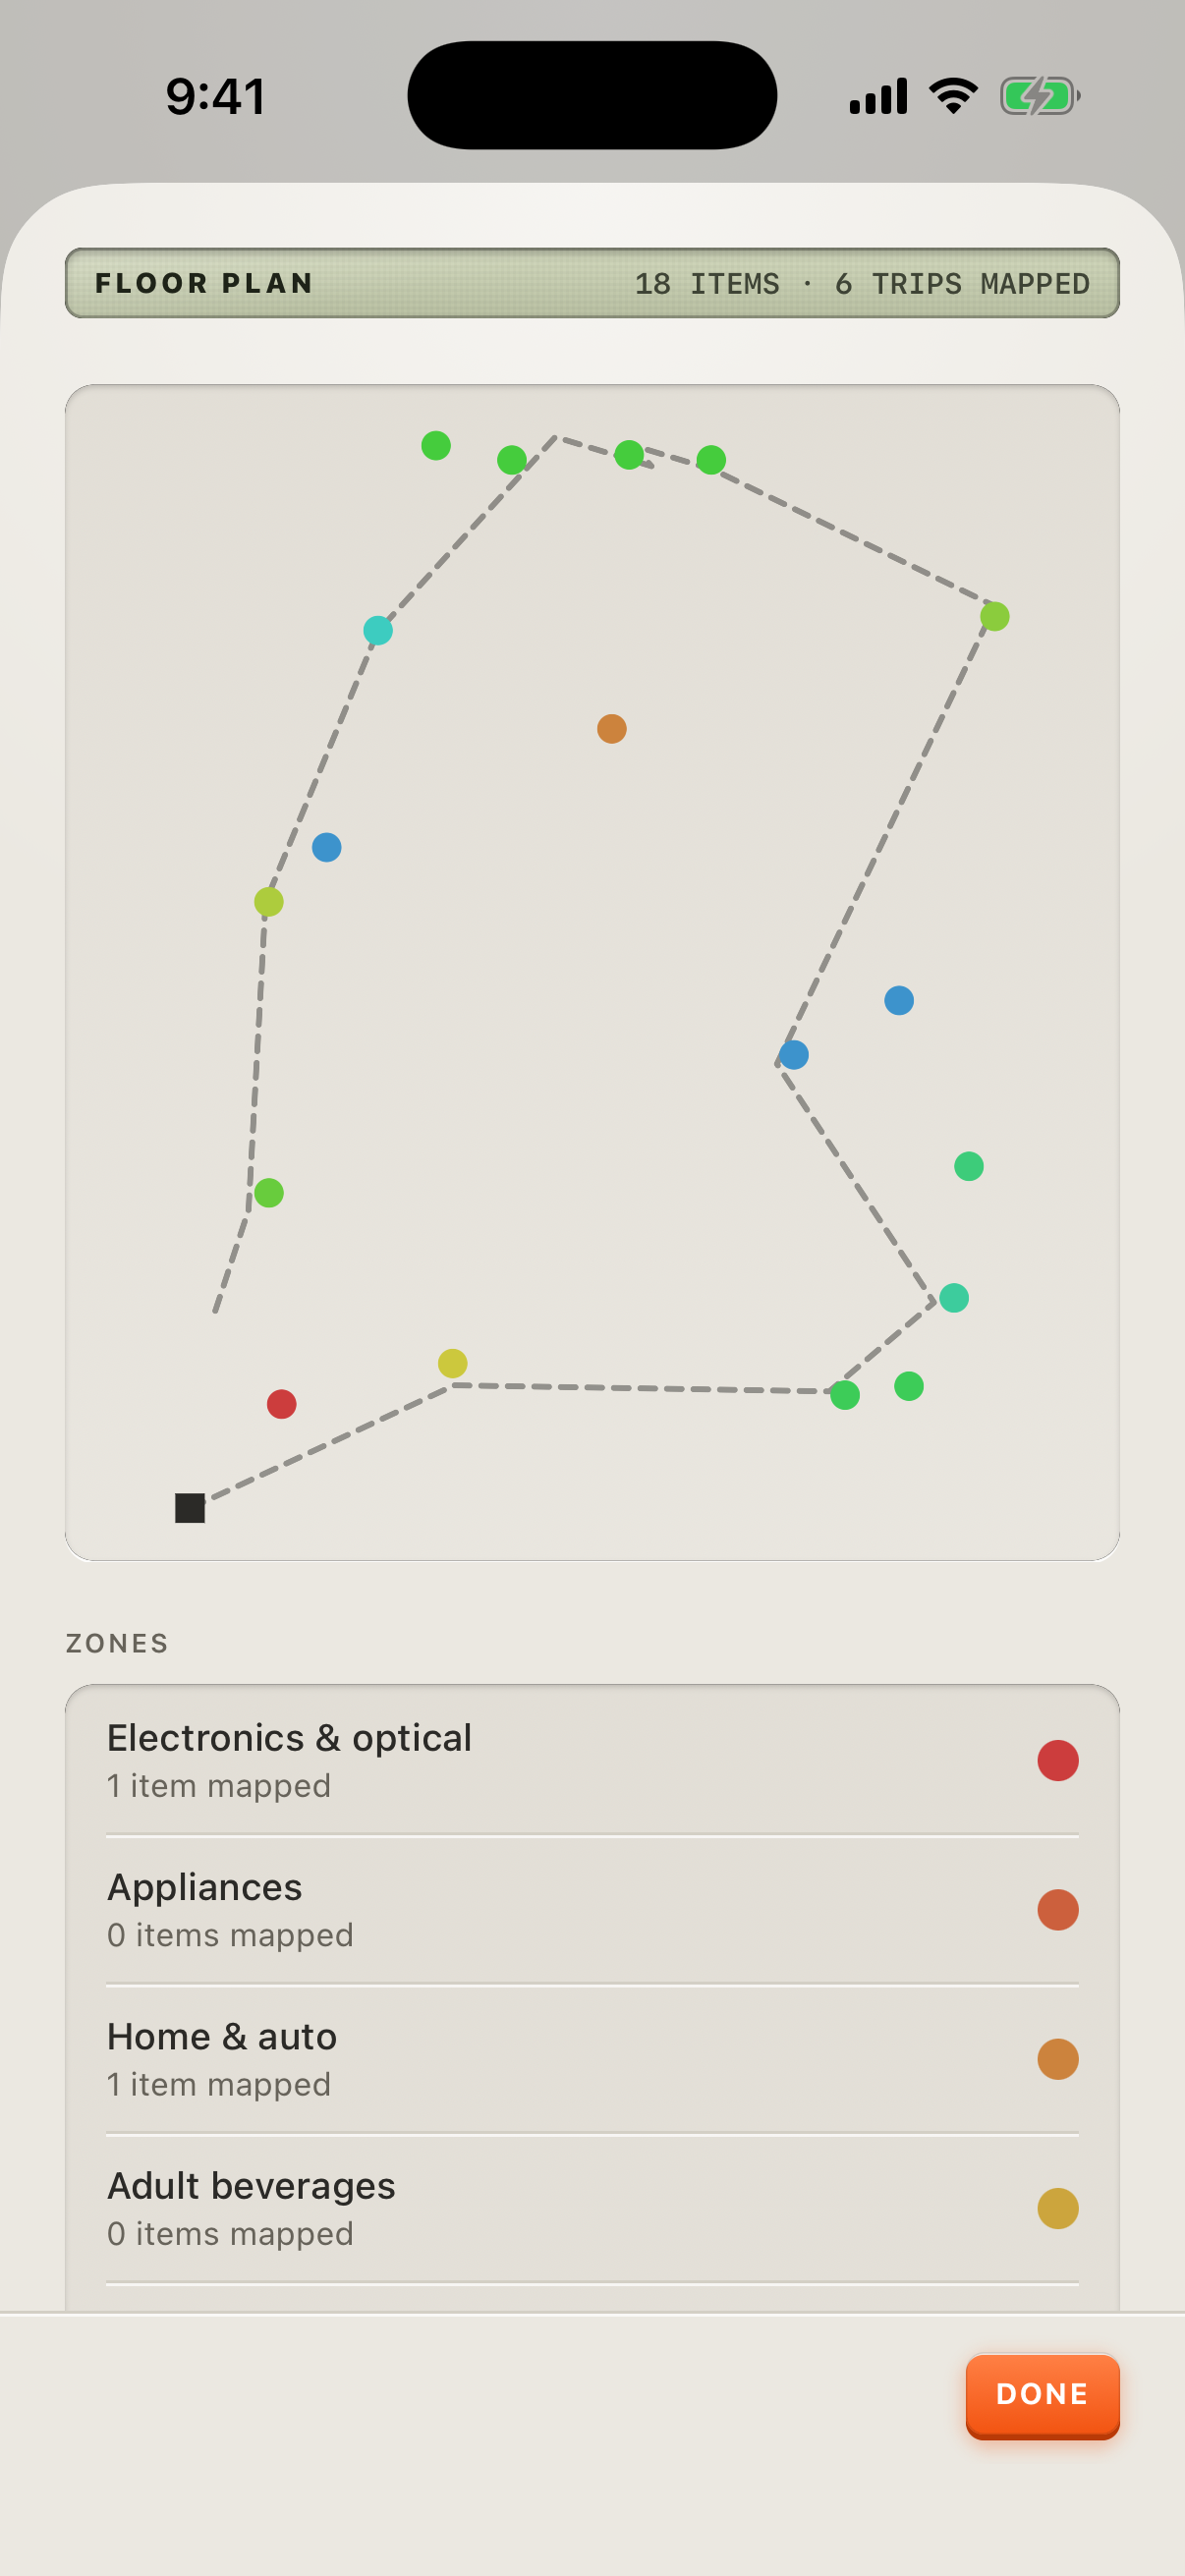 9:41
FLOOR PLAN
18 ITEMS · 6 TRIPS MAPPED
ZONES
Electronics & optical
1 item mapped
Appliances
0 items mapped
Home & auto
1 item mapped
Adult beverages
0 items mapped
DONE